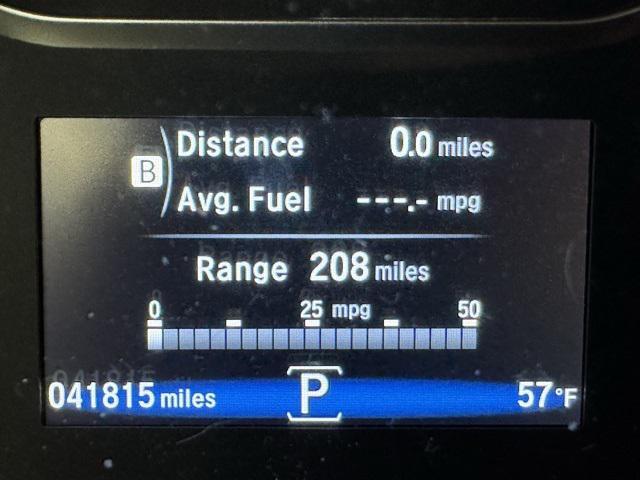 Distance 0.0 miles
B
Avg. Fuel ---.- mpg
Range 208 miles
0 25 mpg 50
041815 miles P 57°F